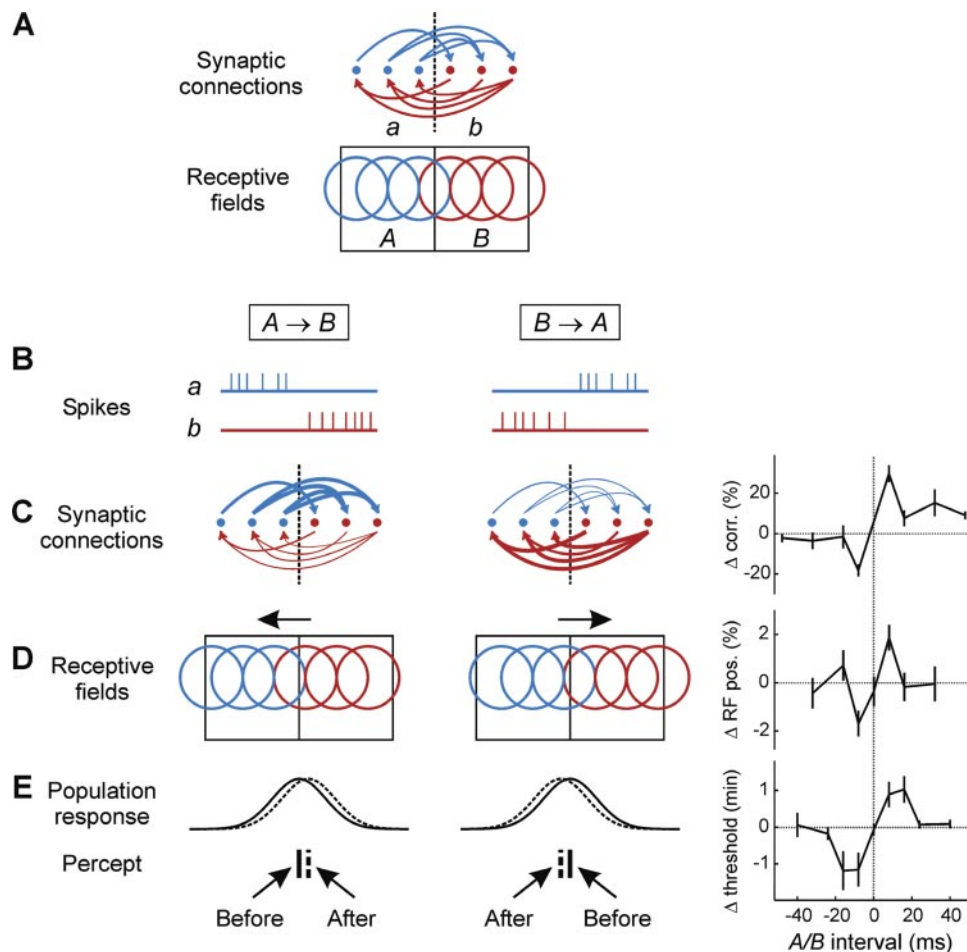 A
Synaptic
connections
a b
Receptive
fields
A B
A → B B → A
B
Spikes
a
b
C
Synaptic
connections
Δ corr. (%)
20
0
-20
D
Receptive
fields
Δ RF pos. (%)
2
0
-2
E
Population
response
Percept
Before After
After Before
Δ threshold (min)
1
0
-1
-40 -20 0 20 40
A/B interval (ms)